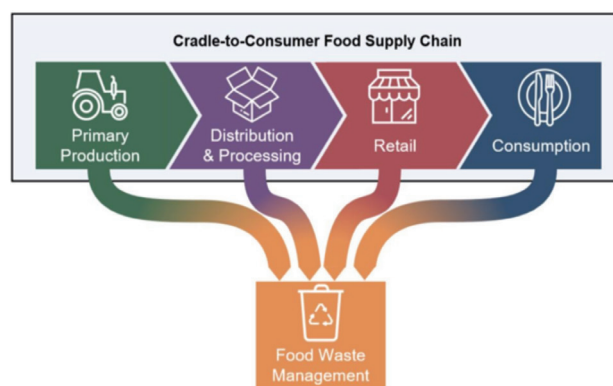 Cradle-to-Consumer Food Supply Chain
Primary
Production
Distribution
& Processing
Retail
Consumption
Food Waste
Management